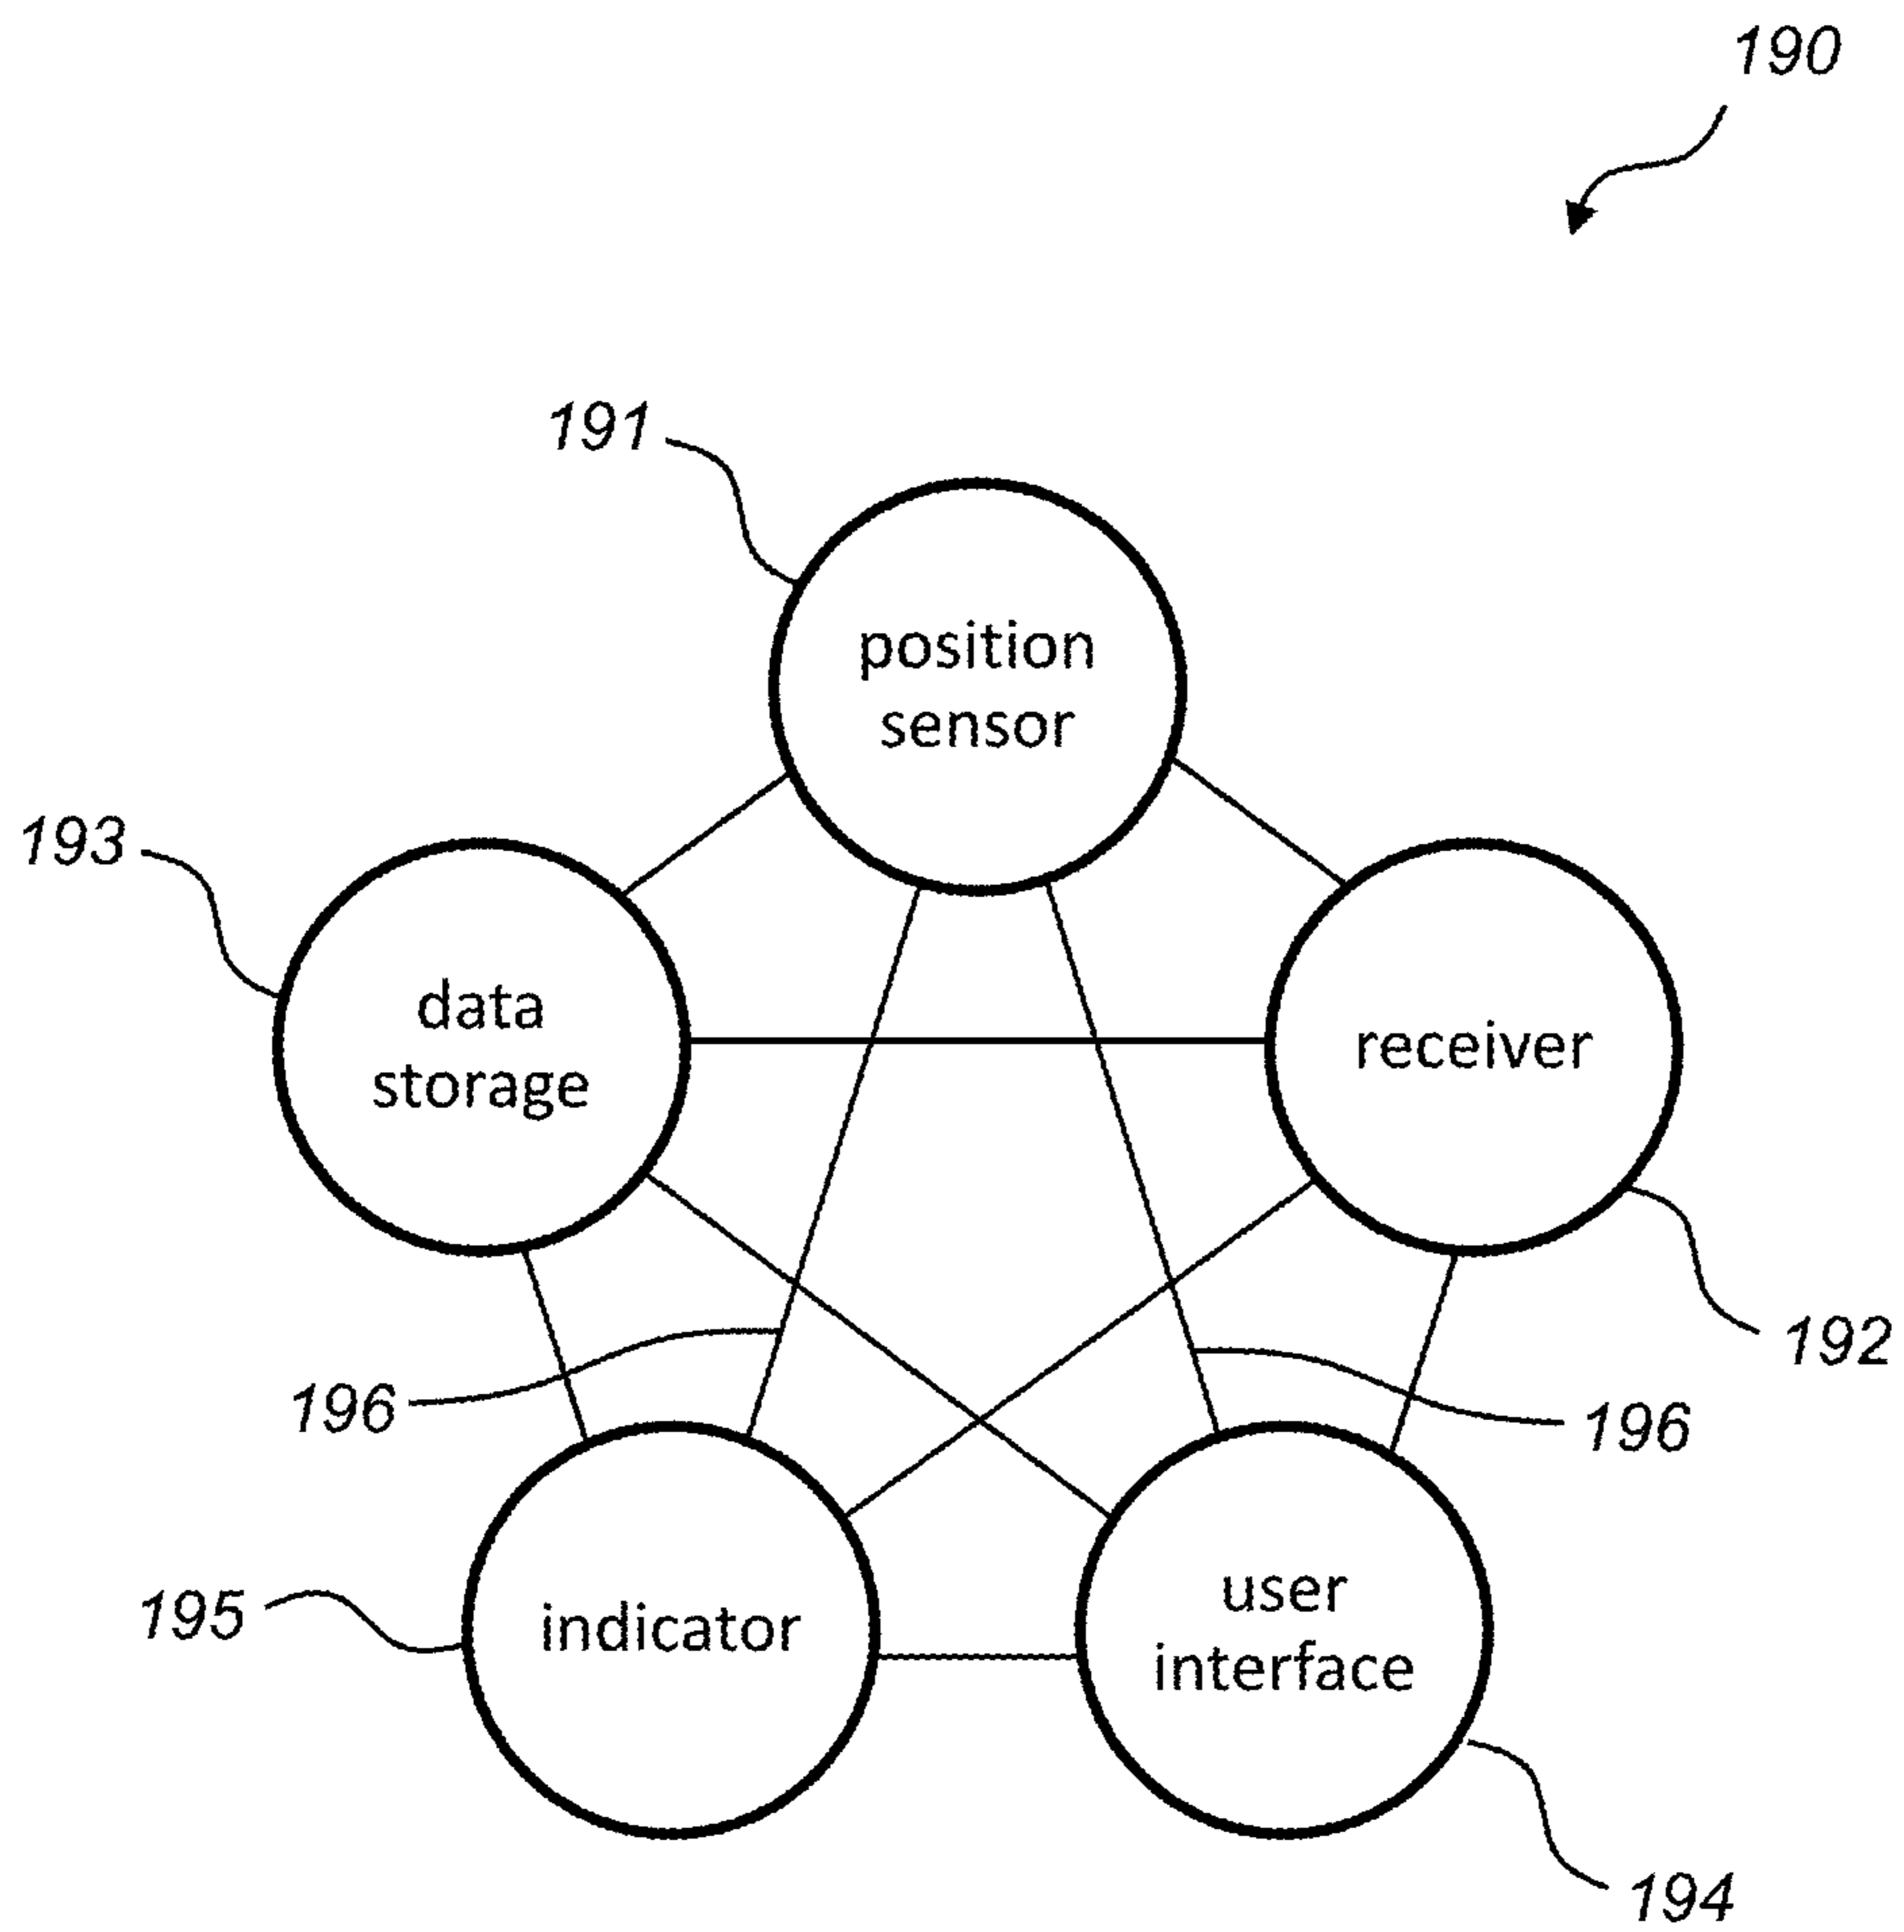 190
191
position
sensor
193
data
storage
receiver
192
196
196
195
indicator
user
interface
194